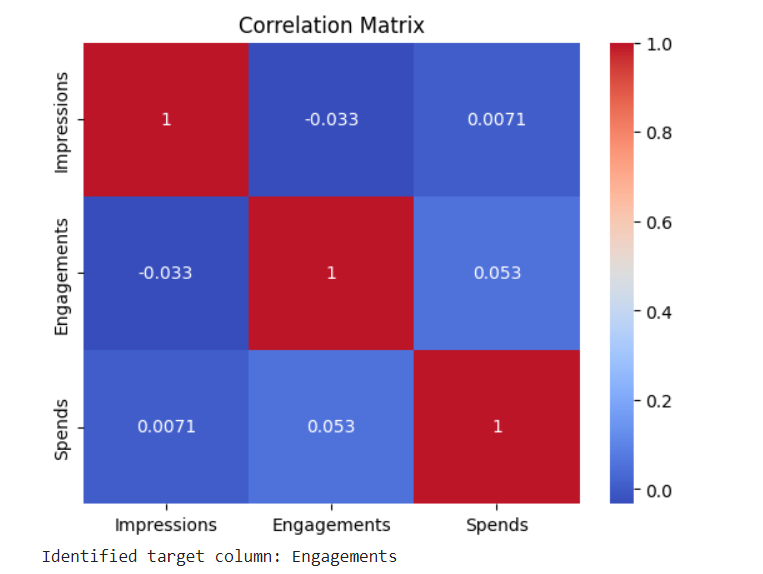 Correlation Matrix
Impressions
1
-0.033
0.0071
Engagements
-0.033
1
0.053
Spends
0.0071
0.053
1
Impressions
Engagements
Spends
1.0
0.8
0.6
0.4
0.2
0.0
Identified target column: Engagements